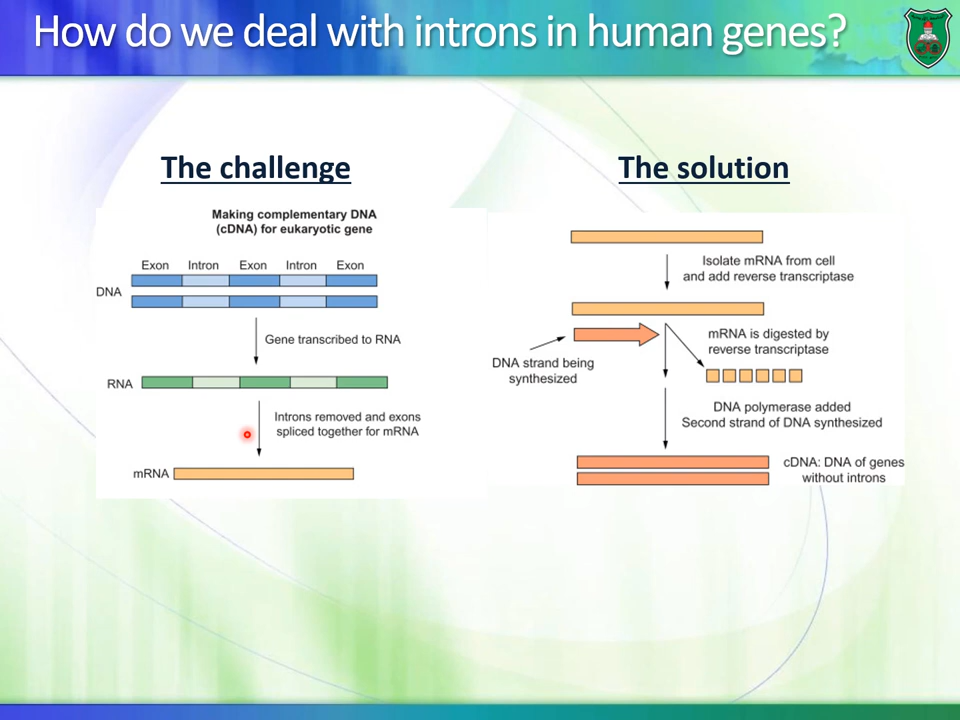 How do we deal with introns in human genes?
The challenge
Making complementary DNA
(cDNA) for eukaryotic gene
Exon Intron Exon Intron Exon
DNA
Gene transcribed to RNA
RNA
Introns removed and exons
spliced together for mRNA
mRNA
The solution
Isolate mRNA from cell
and add reverse transcriptase
DNA strand being
synthesized
mRNA is digested by
reverse transcriptase
DNA polymerase added
Second strand of DNA synthesized
cDNA: DNA of genes
without introns